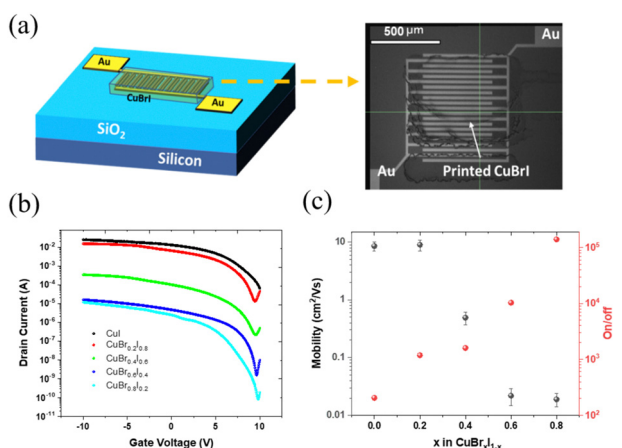 (a)
Au
CuBrI
Au
SiO₂
Silicon
500 µm
Au
Au
Printed CuBrI
(b)
Drain Current (A)
10⁻²
10⁻³
10⁻⁴
10⁻⁵
10⁻⁶
10⁻⁷
10⁻⁸
10⁻⁹
10⁻¹⁰
10⁻¹¹
CuI
CuBr₀.₂I₀.₈
CuBr₀.₄I₀.₆
CuBr₀.₆I₀.₄
CuBr₀.₈I₀.₂
-10 -5 0 5 10
Gate Voltage (V)
(c)
Mobility (cm²/Vs)
10
1
0.1
0.01
10⁵
10⁴
10³
10²
On/off
0.0 0.2 0.4 0.6 0.8
x in CuBrₓI₁₋ₓ